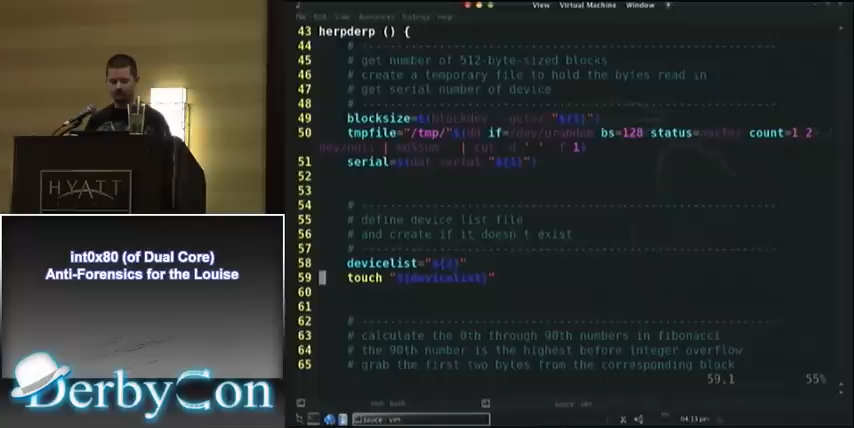 View Virtual Machine Window
43 herpderp () {
44 # 
45 # get number of 512-byte-sized blocks
46 # create a temporary file to hold the bytes read in
47 # get serial number of device
48 #
49 blocksize=$(blockdev "${1}")
50 tmpfile="/tmp/"$(dd if=/dev/urandom bs=128 status=noxfer count=1 2>
/dev/null | md5sum | cut -d ' ' -f 1)
51 serial=$(get_serial "${1}")
52
53
54 #
55 # define device list file
56 # and create if it doesn t exist
57 #
58 devicelist="${2}"
59 touch "${devicelist}"
60
61
62 #
63 # calculate the 0th through 90th numbers in fibonacci
64 # the 90th number is the highest before integer overflow
65 # grab the first two bytes from the corresponding block
59.1 55%
HYATT
int0x80 (of Dual Core)
Anti-Forensics for the Louise
DerbyCon